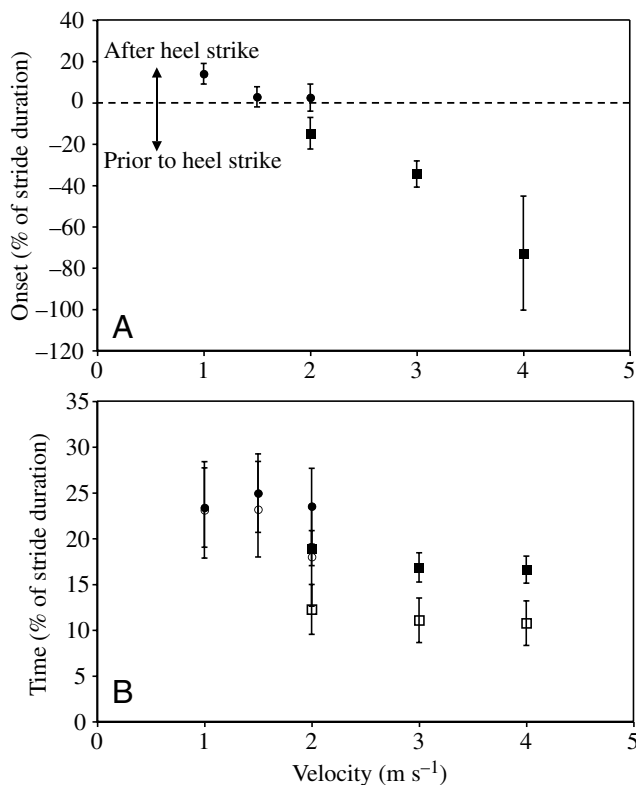 40
20
0
–20
–40
–60
–80
–100
–120
Onset (% of stride duration)
After heel strike
Prior to heel strike
A
0 1 2 3 4 5
35
30
25
20
15
10
5
0
Time (% of stride duration)
B
0 1 2 3 4 5
Velocity (m s–1)